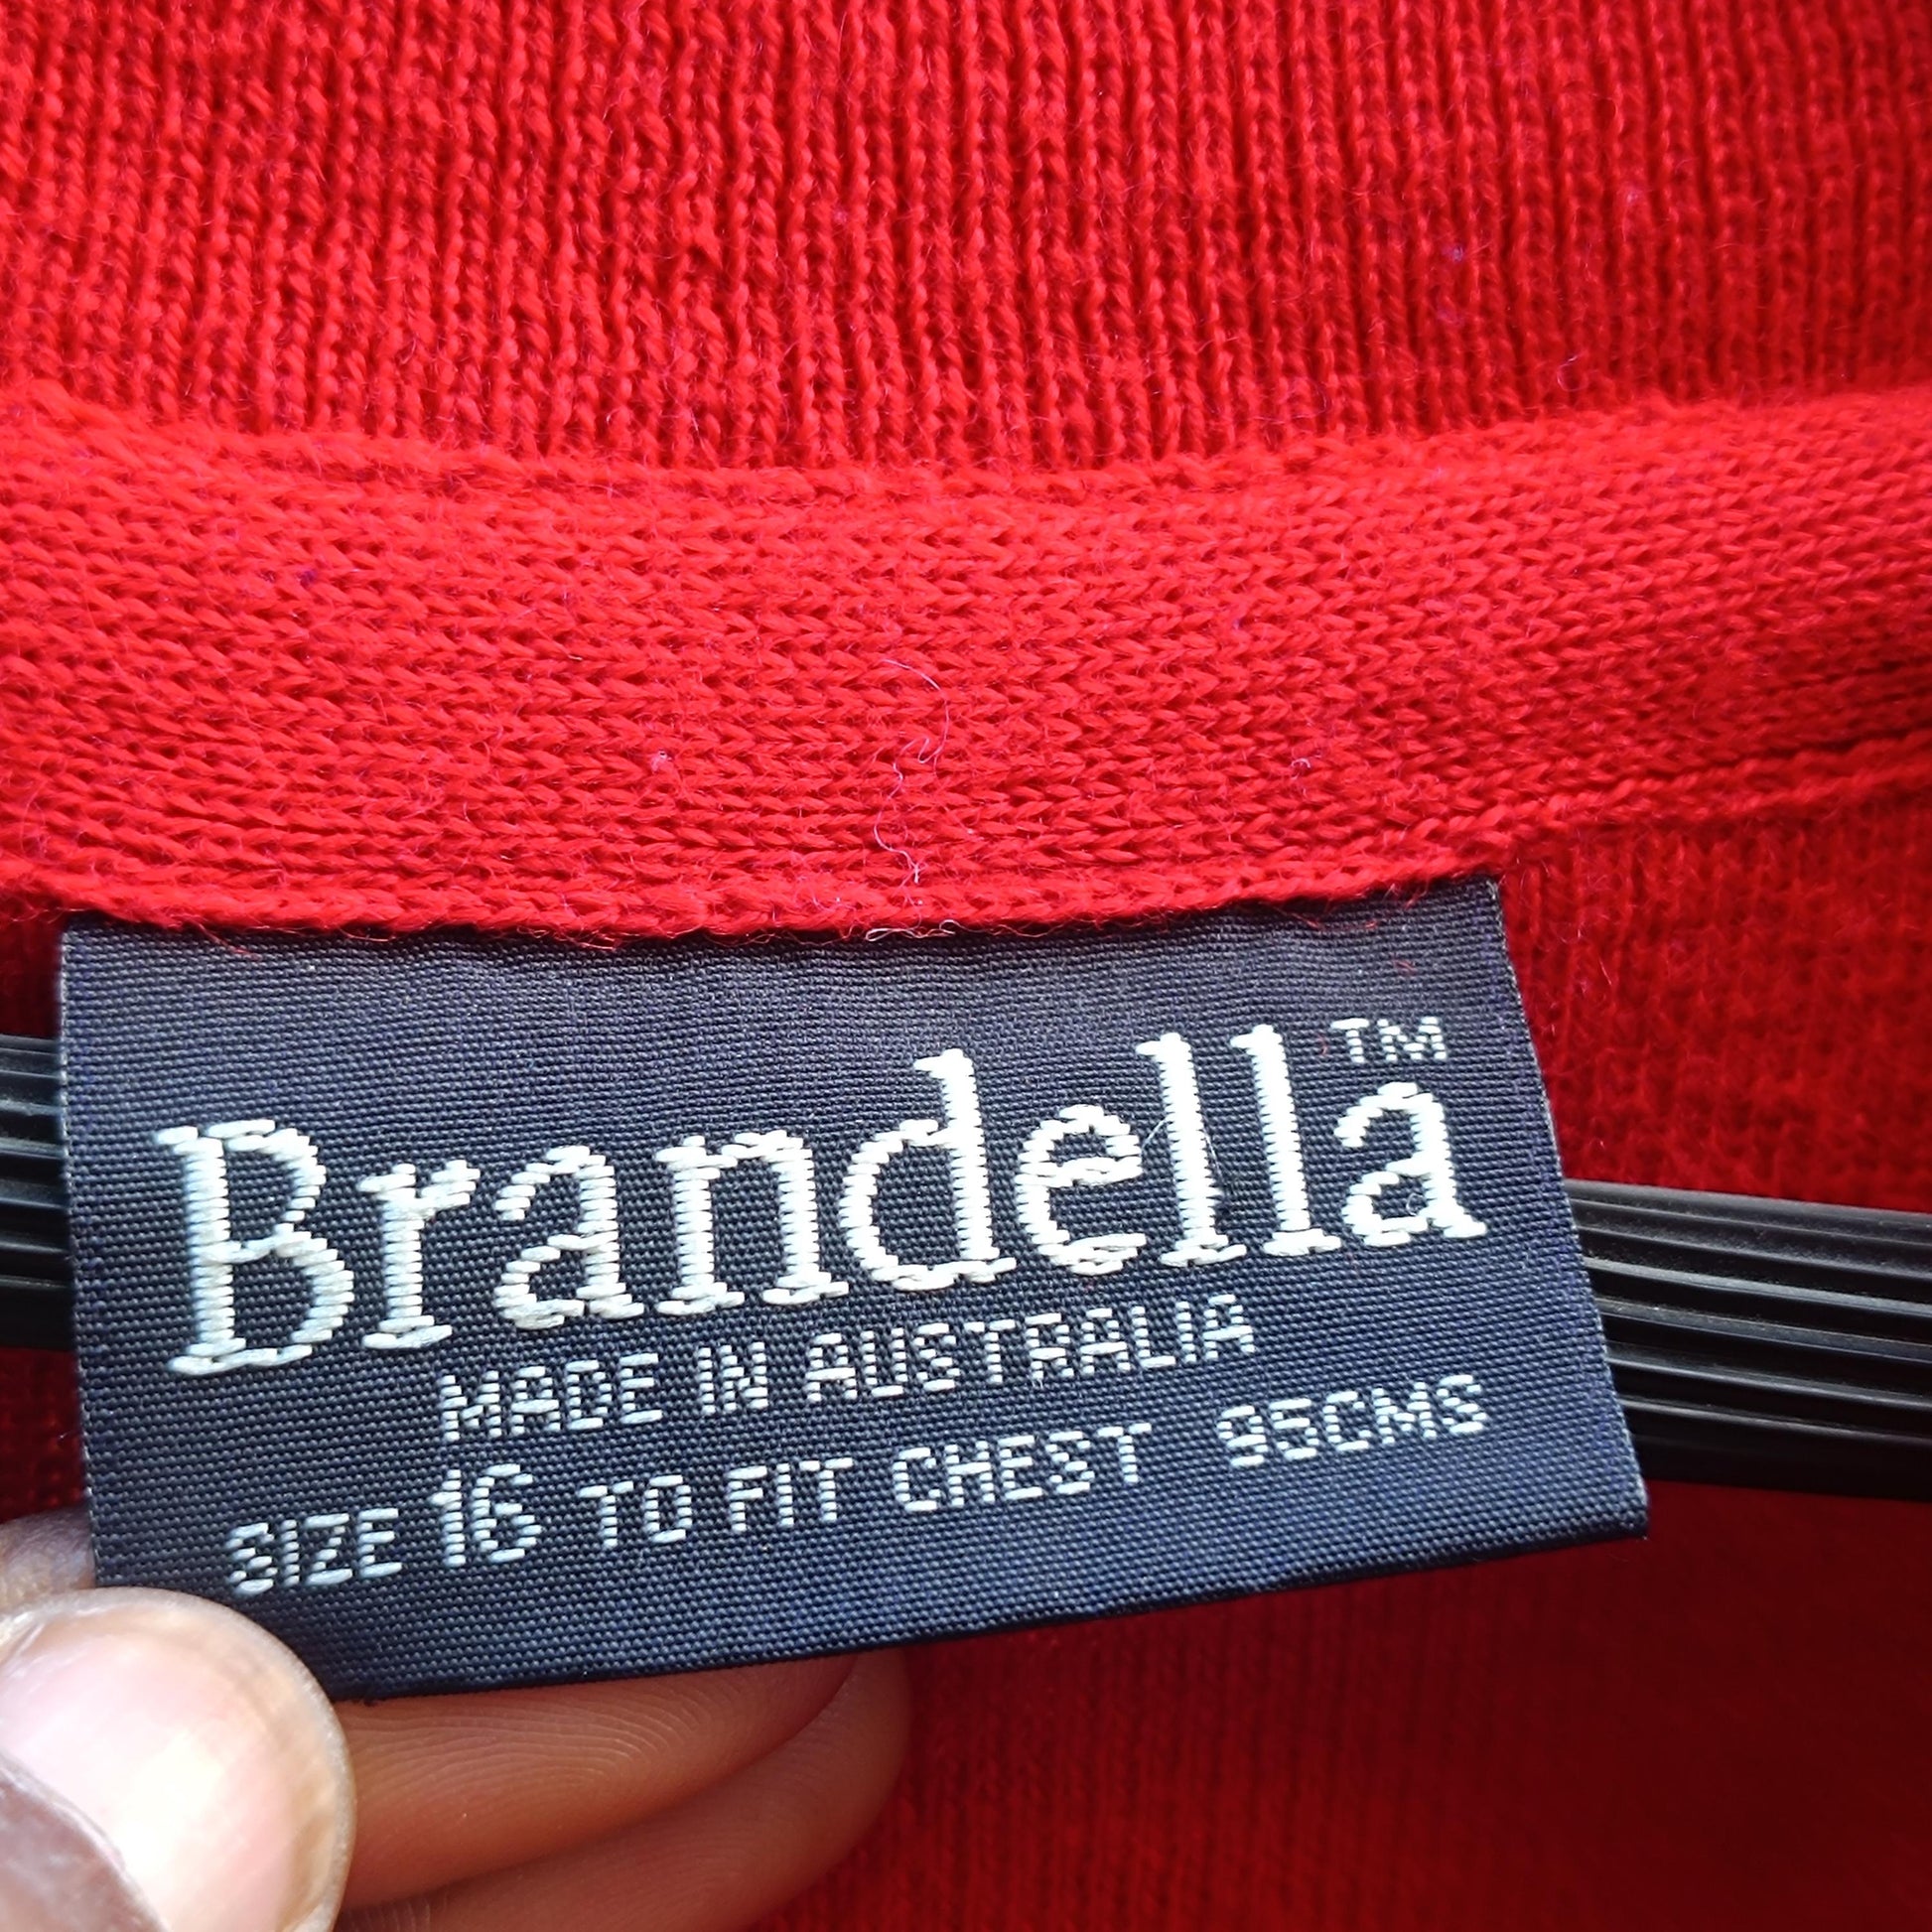 Brandella™
MADE IN AUSTRALIA
SIZE 16 TO FIT CHEST 95CMS